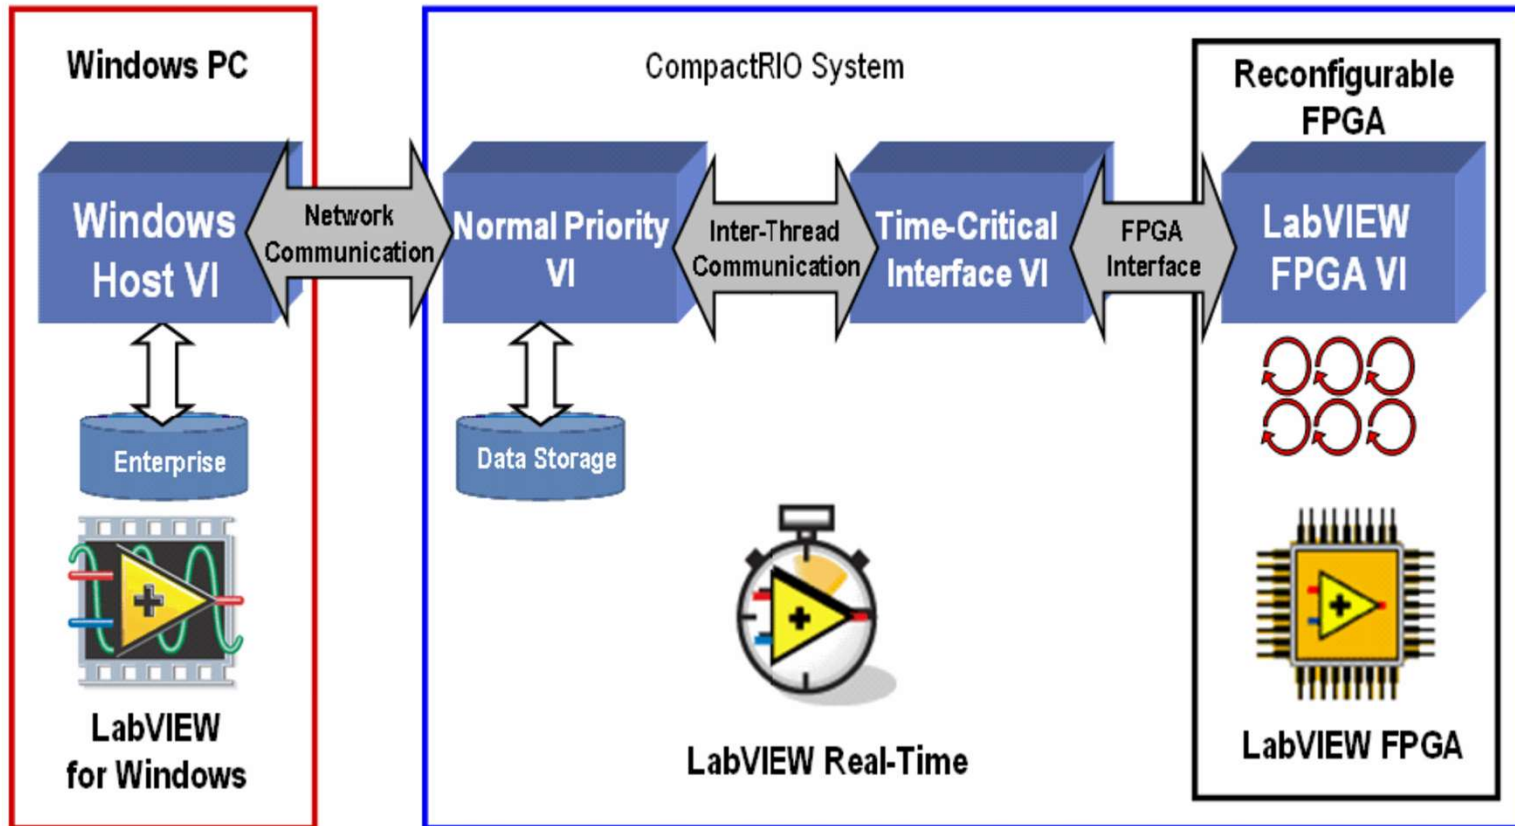 Windows PC
CompactRIO System
Reconfigurable
FPGA
Windows
Host VI
Network
Communication
Normal Priority
VI
Inter-Thread
Communication
Time-Critical
Interface VI
FPGA
Interface
LabVIEW
FPGA VI
Enterprise
Data Storage
LabVIEW
for Windows
LabVIEW Real-Time
LabVIEW FPGA